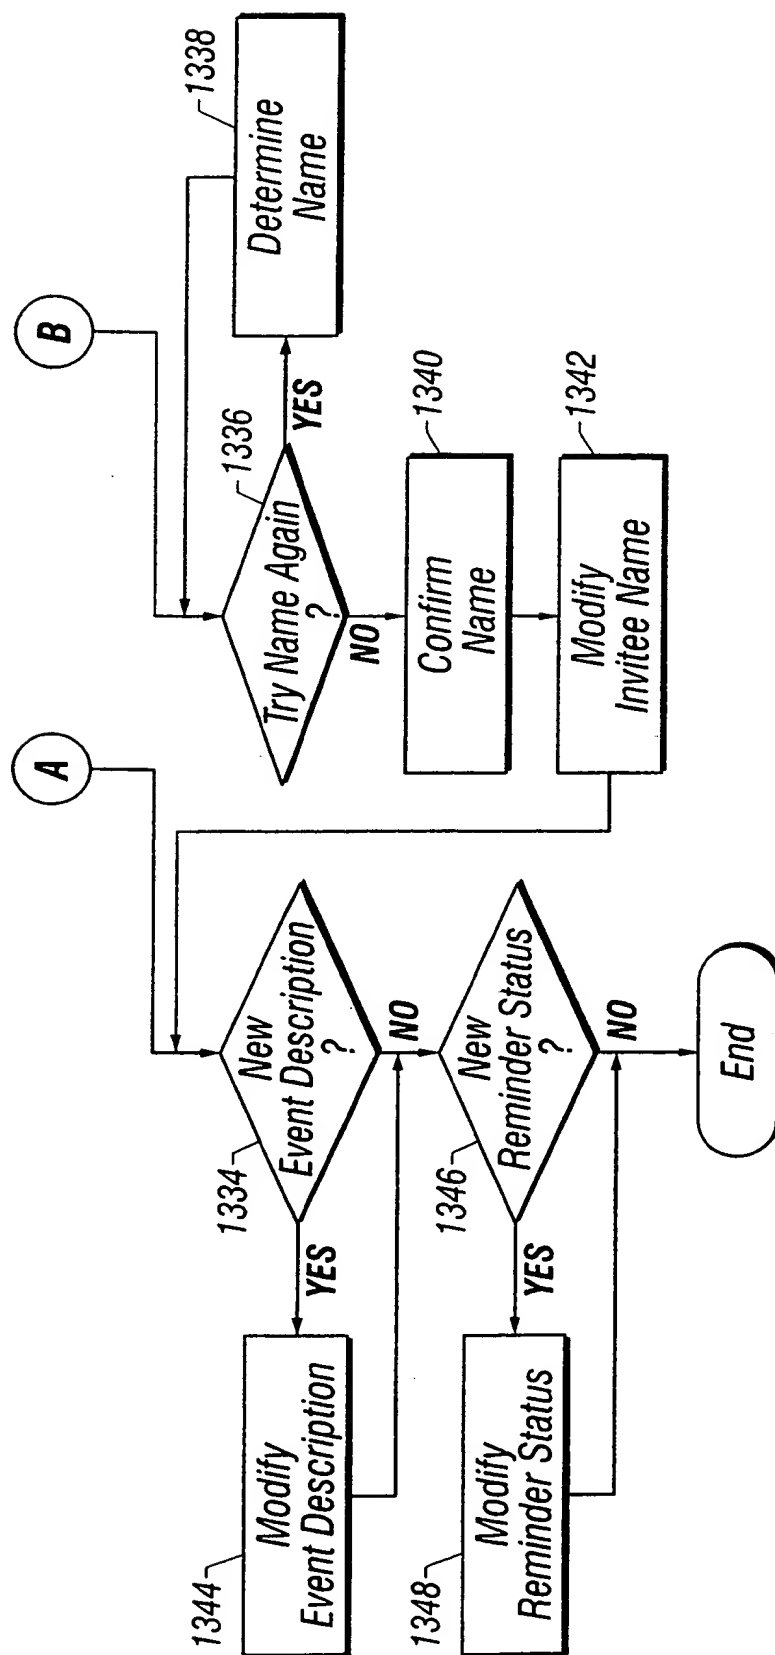 A
B
1334
New
Event Description
?
YES
NO
1344
Modify
Event Description
1346
New
Reminder Status
?
YES
NO
1348
Modify
Reminder Status
End
1336
Try Name Again
?
YES
NO
1338
Determine
Name
1340
Confirm
Name
1342
Modify
Invitee Name